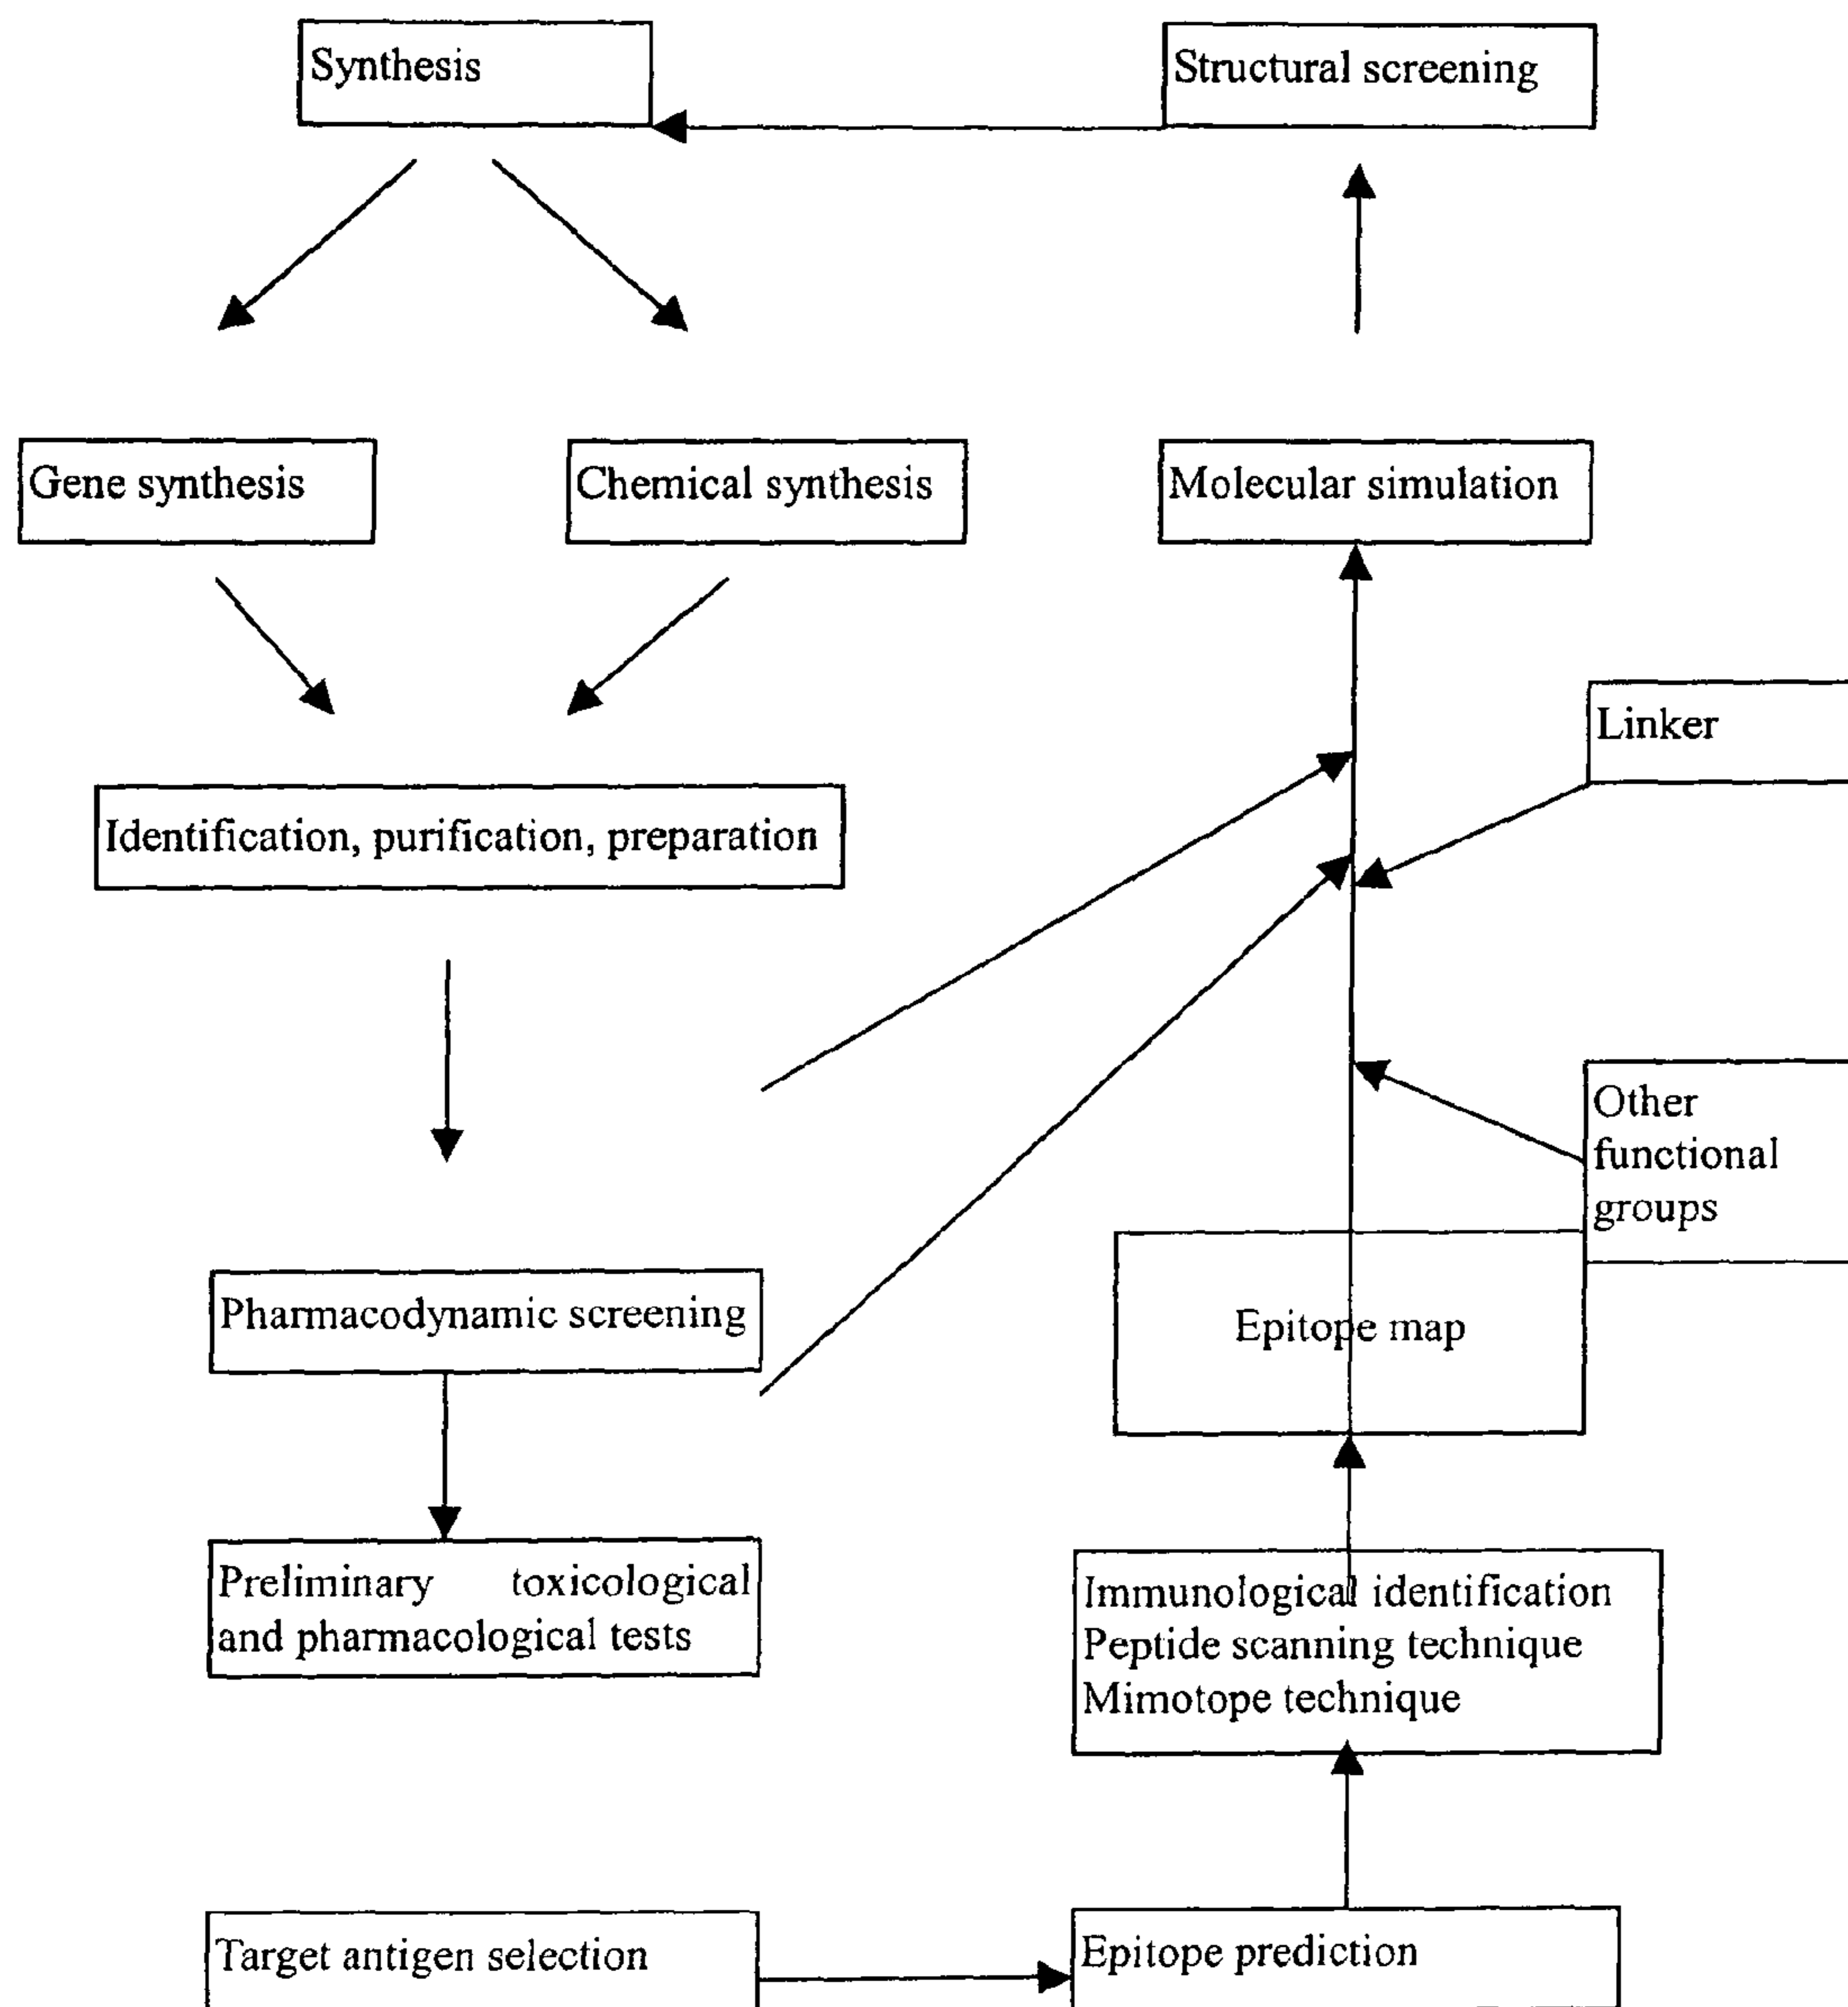 Synthesis
Structural screening
Gene synthesis
Chemical synthesis
Molecular simulation
Linker
Identification, purification, preparation
Other
functional
groups
Pharmacodynamic screening
Epitope map
Preliminary toxicological
and pharmacological tests
Immunological identification
Peptide scanning technique
Mimotope technique
Target antigen selection
Epitope prediction